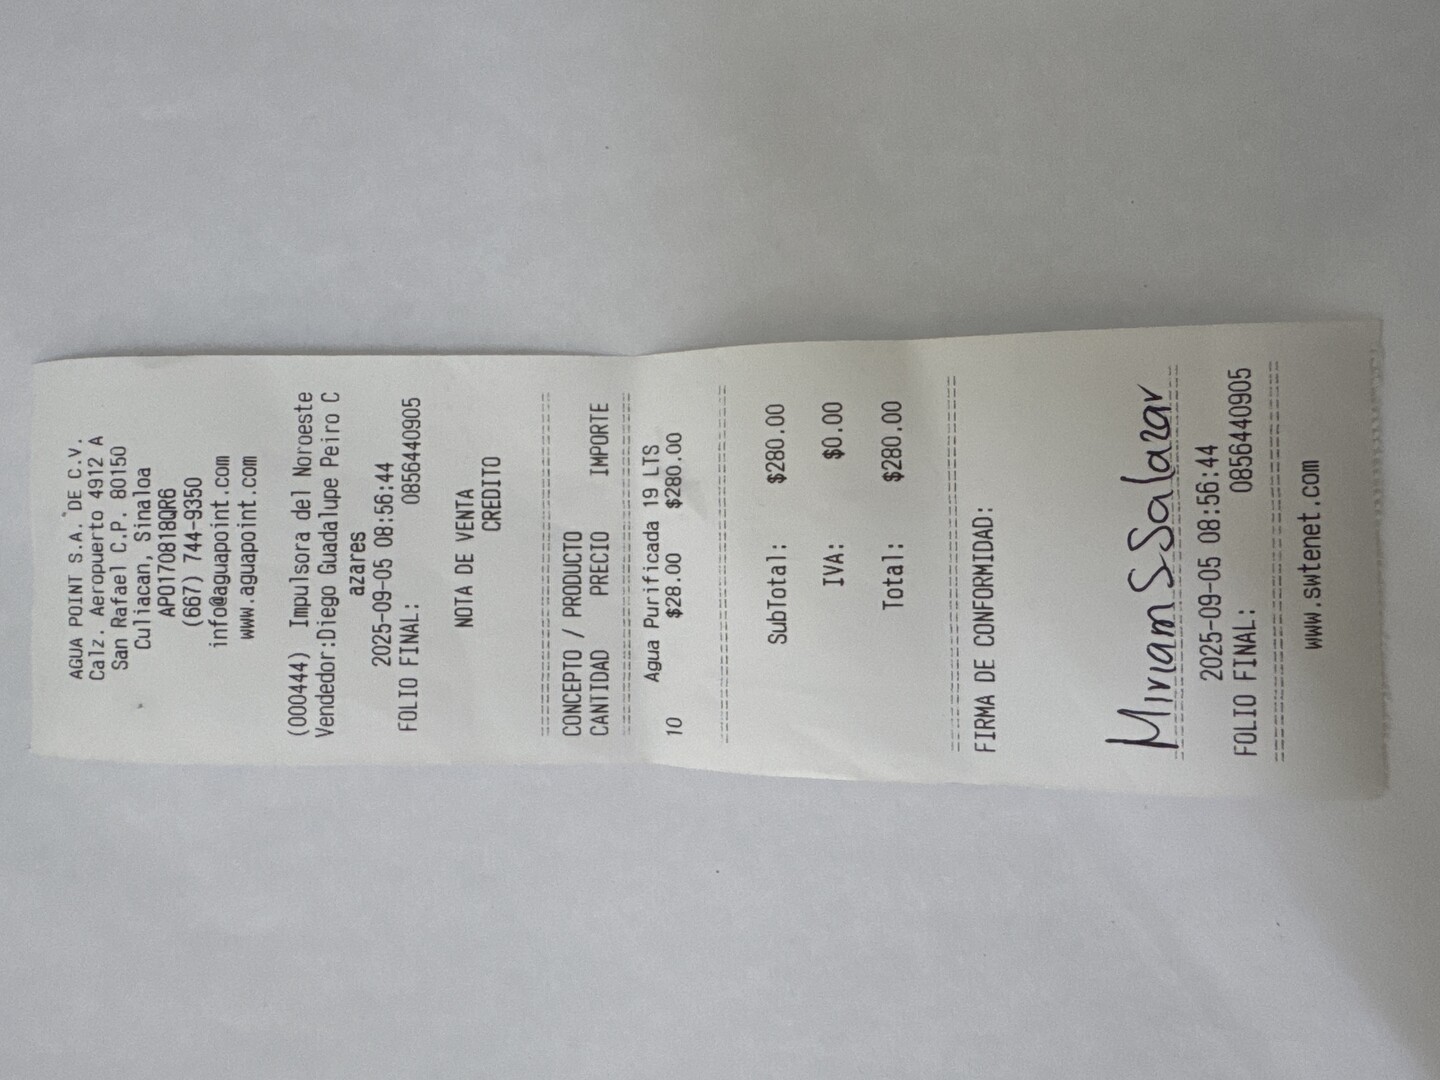 AGUA POINT S.A. DE C.V.
Calz. Aeropuerto 4912 A
San Rafael C.P. 80150
Culiacan, Sinaloa
APO170818QR6
(667) 744-9350
info@aguapoint.com
www.aguapoint.com
(000444) Impulsora del Noroeste
Vendedor:Diego Guadalupe Peiro C
azares
2025-09-05 08:56:44
FOLIO FINAL: 0856440905
NOTA DE VENTA
CREDITO
================================
CONCEPTO / PRODUCTO
CANTIDAD PRECIO IMPORTE
================================
Agua Purificada 19 LTS
10 $28.00 $280.00
================================
SubTotal: $280.00
IVA: $0.00
Total: $280.00
================================
FIRMA DE CONFORMIDAD:
Miriam S Salazar
================================
2025-09-05 08:56:44
FOLIO FINAL: 0856440905
================================
www.swtenet.com